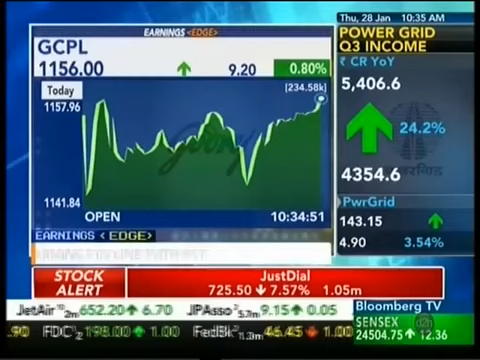 EARNINGS <EDGE>
Thu, 28 Jan 10:35 AM
GCPL
1156.00 9.20 0.80%
Today
1157.96
[234.58k]
1141.84
OPEN 10:34:51
EARNINGS <EDGE>
POWER GRID
Q3 INCOME
₹ CR YoY
5,406.6
24.2%
4354.6
PwrGrid
143.15
4.90 3.54%
STOCK ALERT
JustDial
725.50 7.57% 1.05m
JetAir 652.20 6.70 JPAsso 5.7m 9.15 0.05
.90 FDC 198.00 1.00 FedBk 46.45 1.00
Bloomberg TV
SENSEX
24504.75 12.36